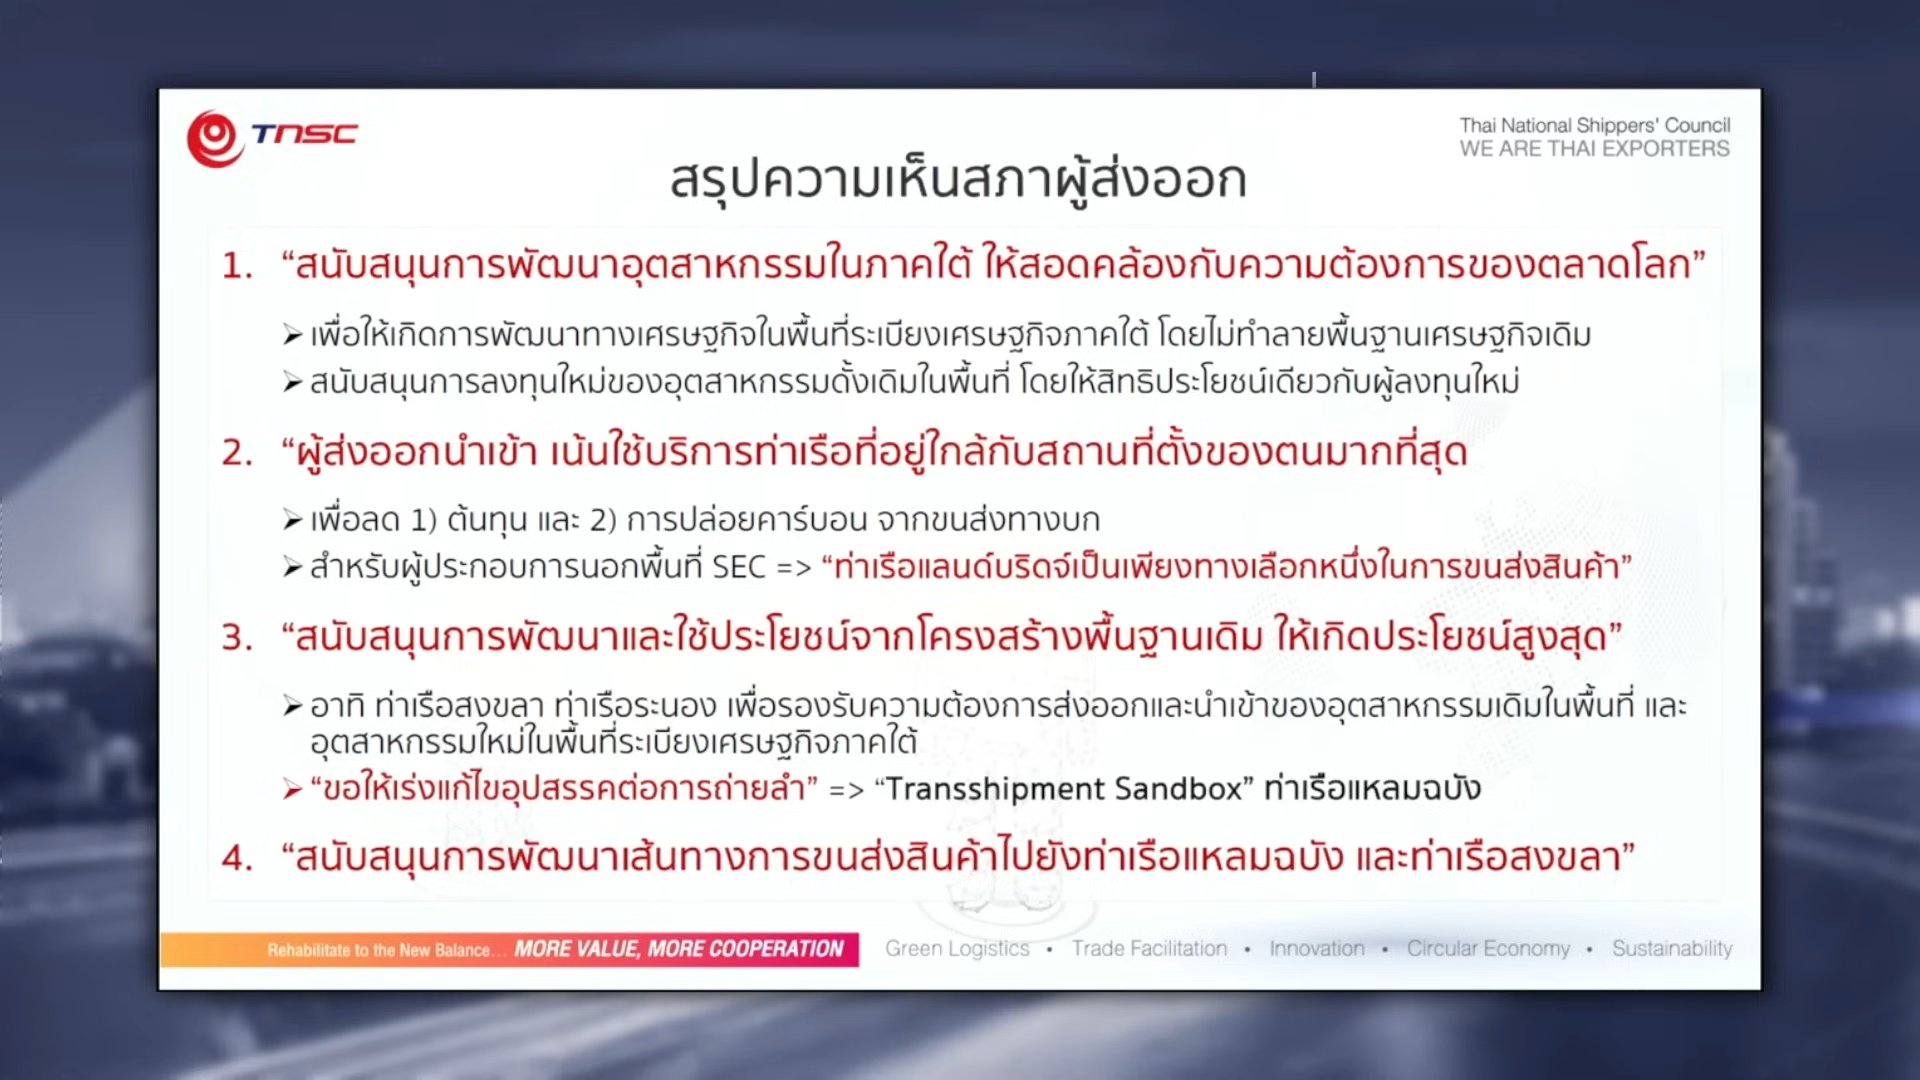 TNSC
Thai National Shippers' Council
WE ARE THAI EXPORTERS
สรุปความเห็นสภาผู้ส่งออก
1. “สนับสนุนการพัฒนาอุตสาหกรรมในภาคใต้ ให้สอดคล้องกับความต้องการของตลาดโลก”
➢ เพื่อให้เกิดการพัฒนาทางเศรษฐกิจในพื้นที่ระเบียงเศรษฐกิจภาคใต้ โดยไม่ทำลายพื้นฐานเศรษฐกิจเดิม
➢ สนับสนุนการลงทุนใหม่ของอุตสาหกรรมดั้งเดิมในพื้นที่ โดยให้สิทธิประโยชน์เดียวกับผู้ลงทุนใหม่
2. “ผู้ส่งออกนำเข้า เน้นใช้บริการท่าเรือที่อยู่ใกล้กับสถานที่ตั้งของตนมากที่สุด
➢ เพื่อลด 1) ต้นทุน และ 2) การปล่อยคาร์บอน จากขนส่งทางบก
➢ สำหรับผู้ประกอบการนอกพื้นที่ SEC => “ท่าเรือแลนด์บริดจ์เป็นเพียงทางเลือกหนึ่งในการขนส่งสินค้า”
3. “สนับสนุนการพัฒนาและใช้ประโยชน์จากโครงสร้างพื้นฐานเดิม ให้เกิดประโยชน์สูงสุด”
➢ อาทิ ท่าเรือสงขลา ท่าเรือระนอง เพื่อรองรับความต้องการส่งออกและนำเข้าของอุตสาหกรรมเดิมในพื้นที่ และ
อุตสาหกรรมใหม่ในพื้นที่ระเบียงเศรษฐกิจภาคใต้
➢ “ขอให้เร่งแก้ไขอุปสรรคต่อการถ่ายลำ” => “Transshipment Sandbox” ท่าเรือแหลมฉบัง
4. “สนับสนุนการพัฒนาเส้นทางการขนส่งสินค้าไปยังท่าเรือแหลมฉบัง และท่าเรือสงขลา”
Rehabilitate to the New Balance... MORE VALUE, MORE COOPERATION
Green Logistics • Trade Facilitation • Innovation • Circular Economy • Sustainability